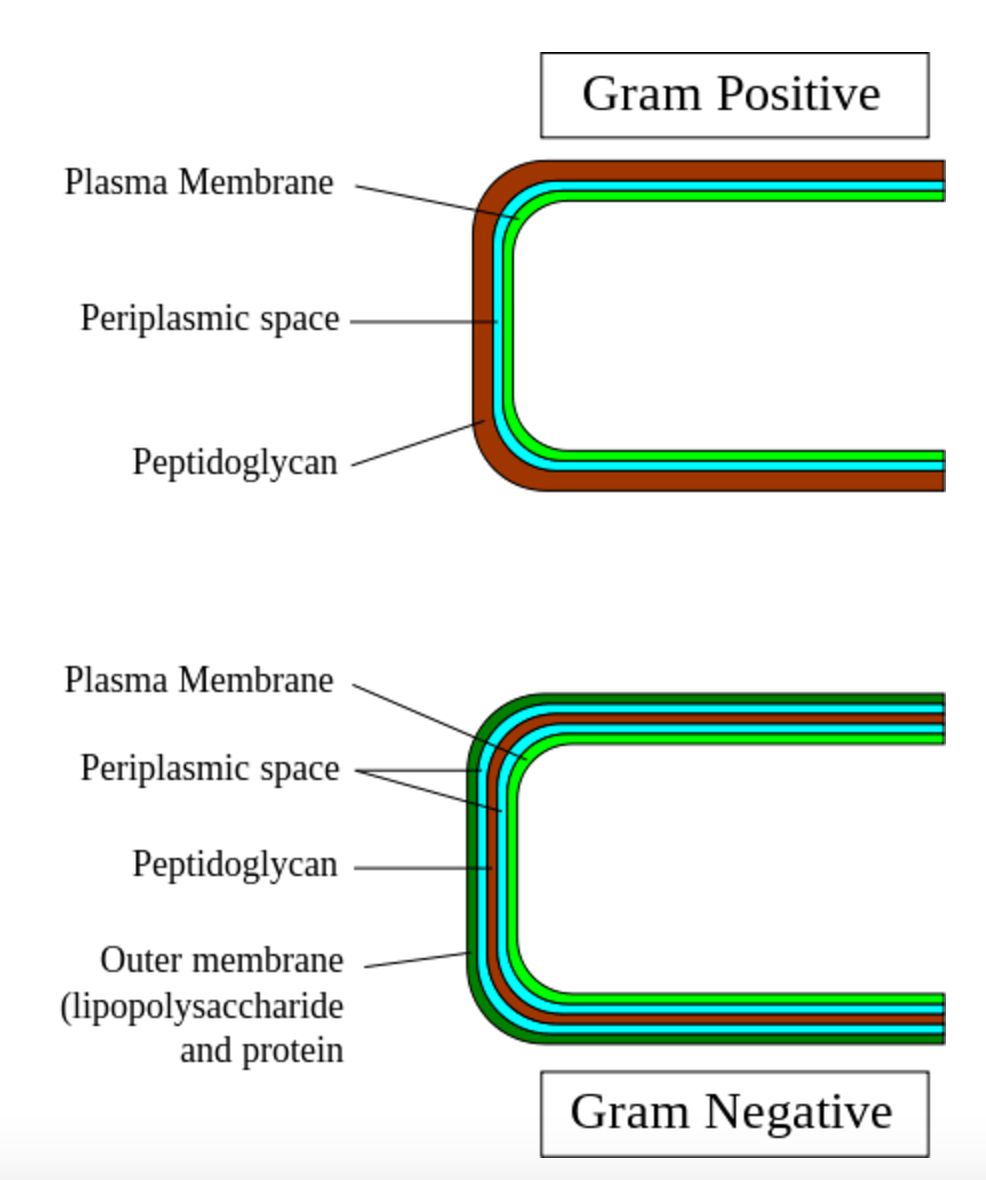 Gram Positive
Plasma Membrane
Periplasmic space
Peptidoglycan
Plasma Membrane
Periplasmic space
Peptidoglycan
Outer membrane
(lipopolysaccharide
and protein
Gram Negative